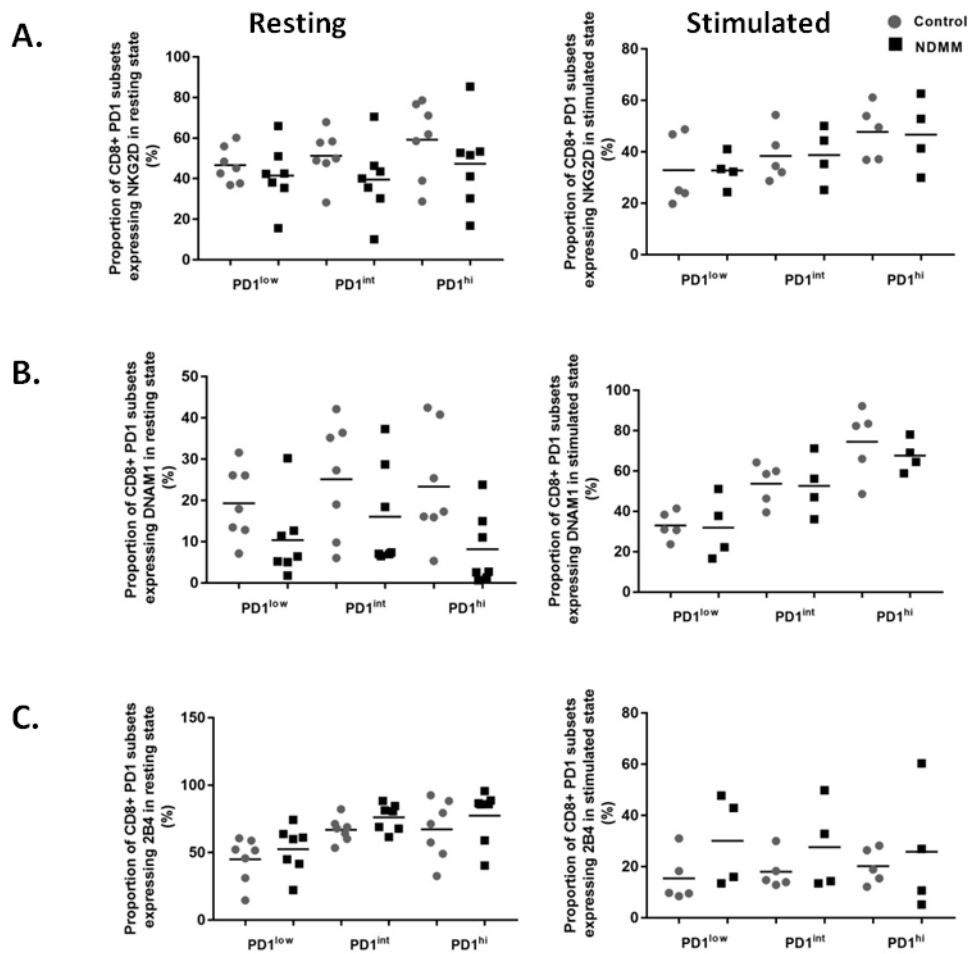 Resting
Stimulated
Control
NDMM
A.
Proportion of CD8+ PD1 subsets
expressing NKG2D in resting state
(%)
100
80
60
40
20
0
PD1low
PD1int
PD1hi
Proportion of CD8+ PD1 subsets
expressing NKG2D in stimulated state
(%)
80
60
40
20
0
PD1low
PD1int
PD1hi
B.
Proportion of CD8+ PD1 subsets
expressing DNAM1 in resting state
(%)
50
40
30
20
10
0
PD1low
PD1int
PD1hi
Proportion of CD8+ PD1 subsets
expressing DNAM1 in stimulated state
(%)
100
80
60
40
20
0
PD1low
PD1int
PD1hi
C.
Proportion of CD8+ PD1 subsets
expressing 2B4 in resting state
(%)
150
100
50
0
PD1low
PD1int
PD1hi
Proportion of CD8+ PD1 subsets
expressing 2B4 in stimulated state
(%)
80
60
40
20
0
PD1low
PD1int
PD1hi